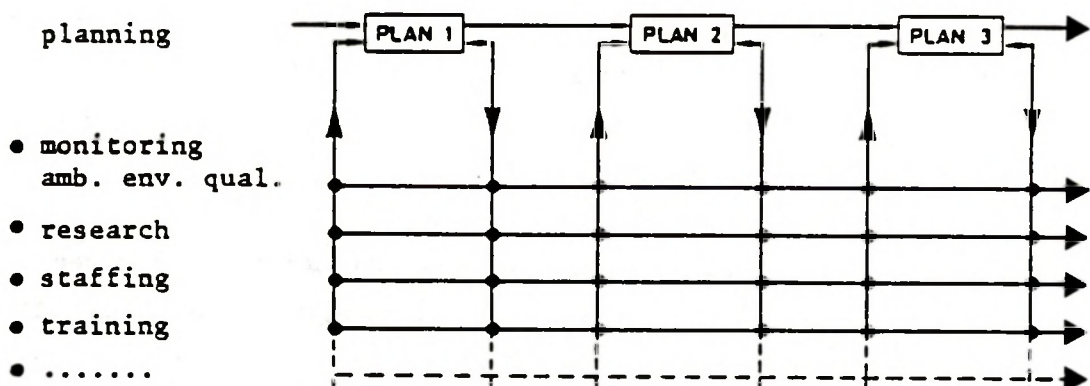 planning
PLAN 1
PLAN 2
PLAN 3
• monitoring
amb. env. qual.
• research
• staffing
• training
• .......